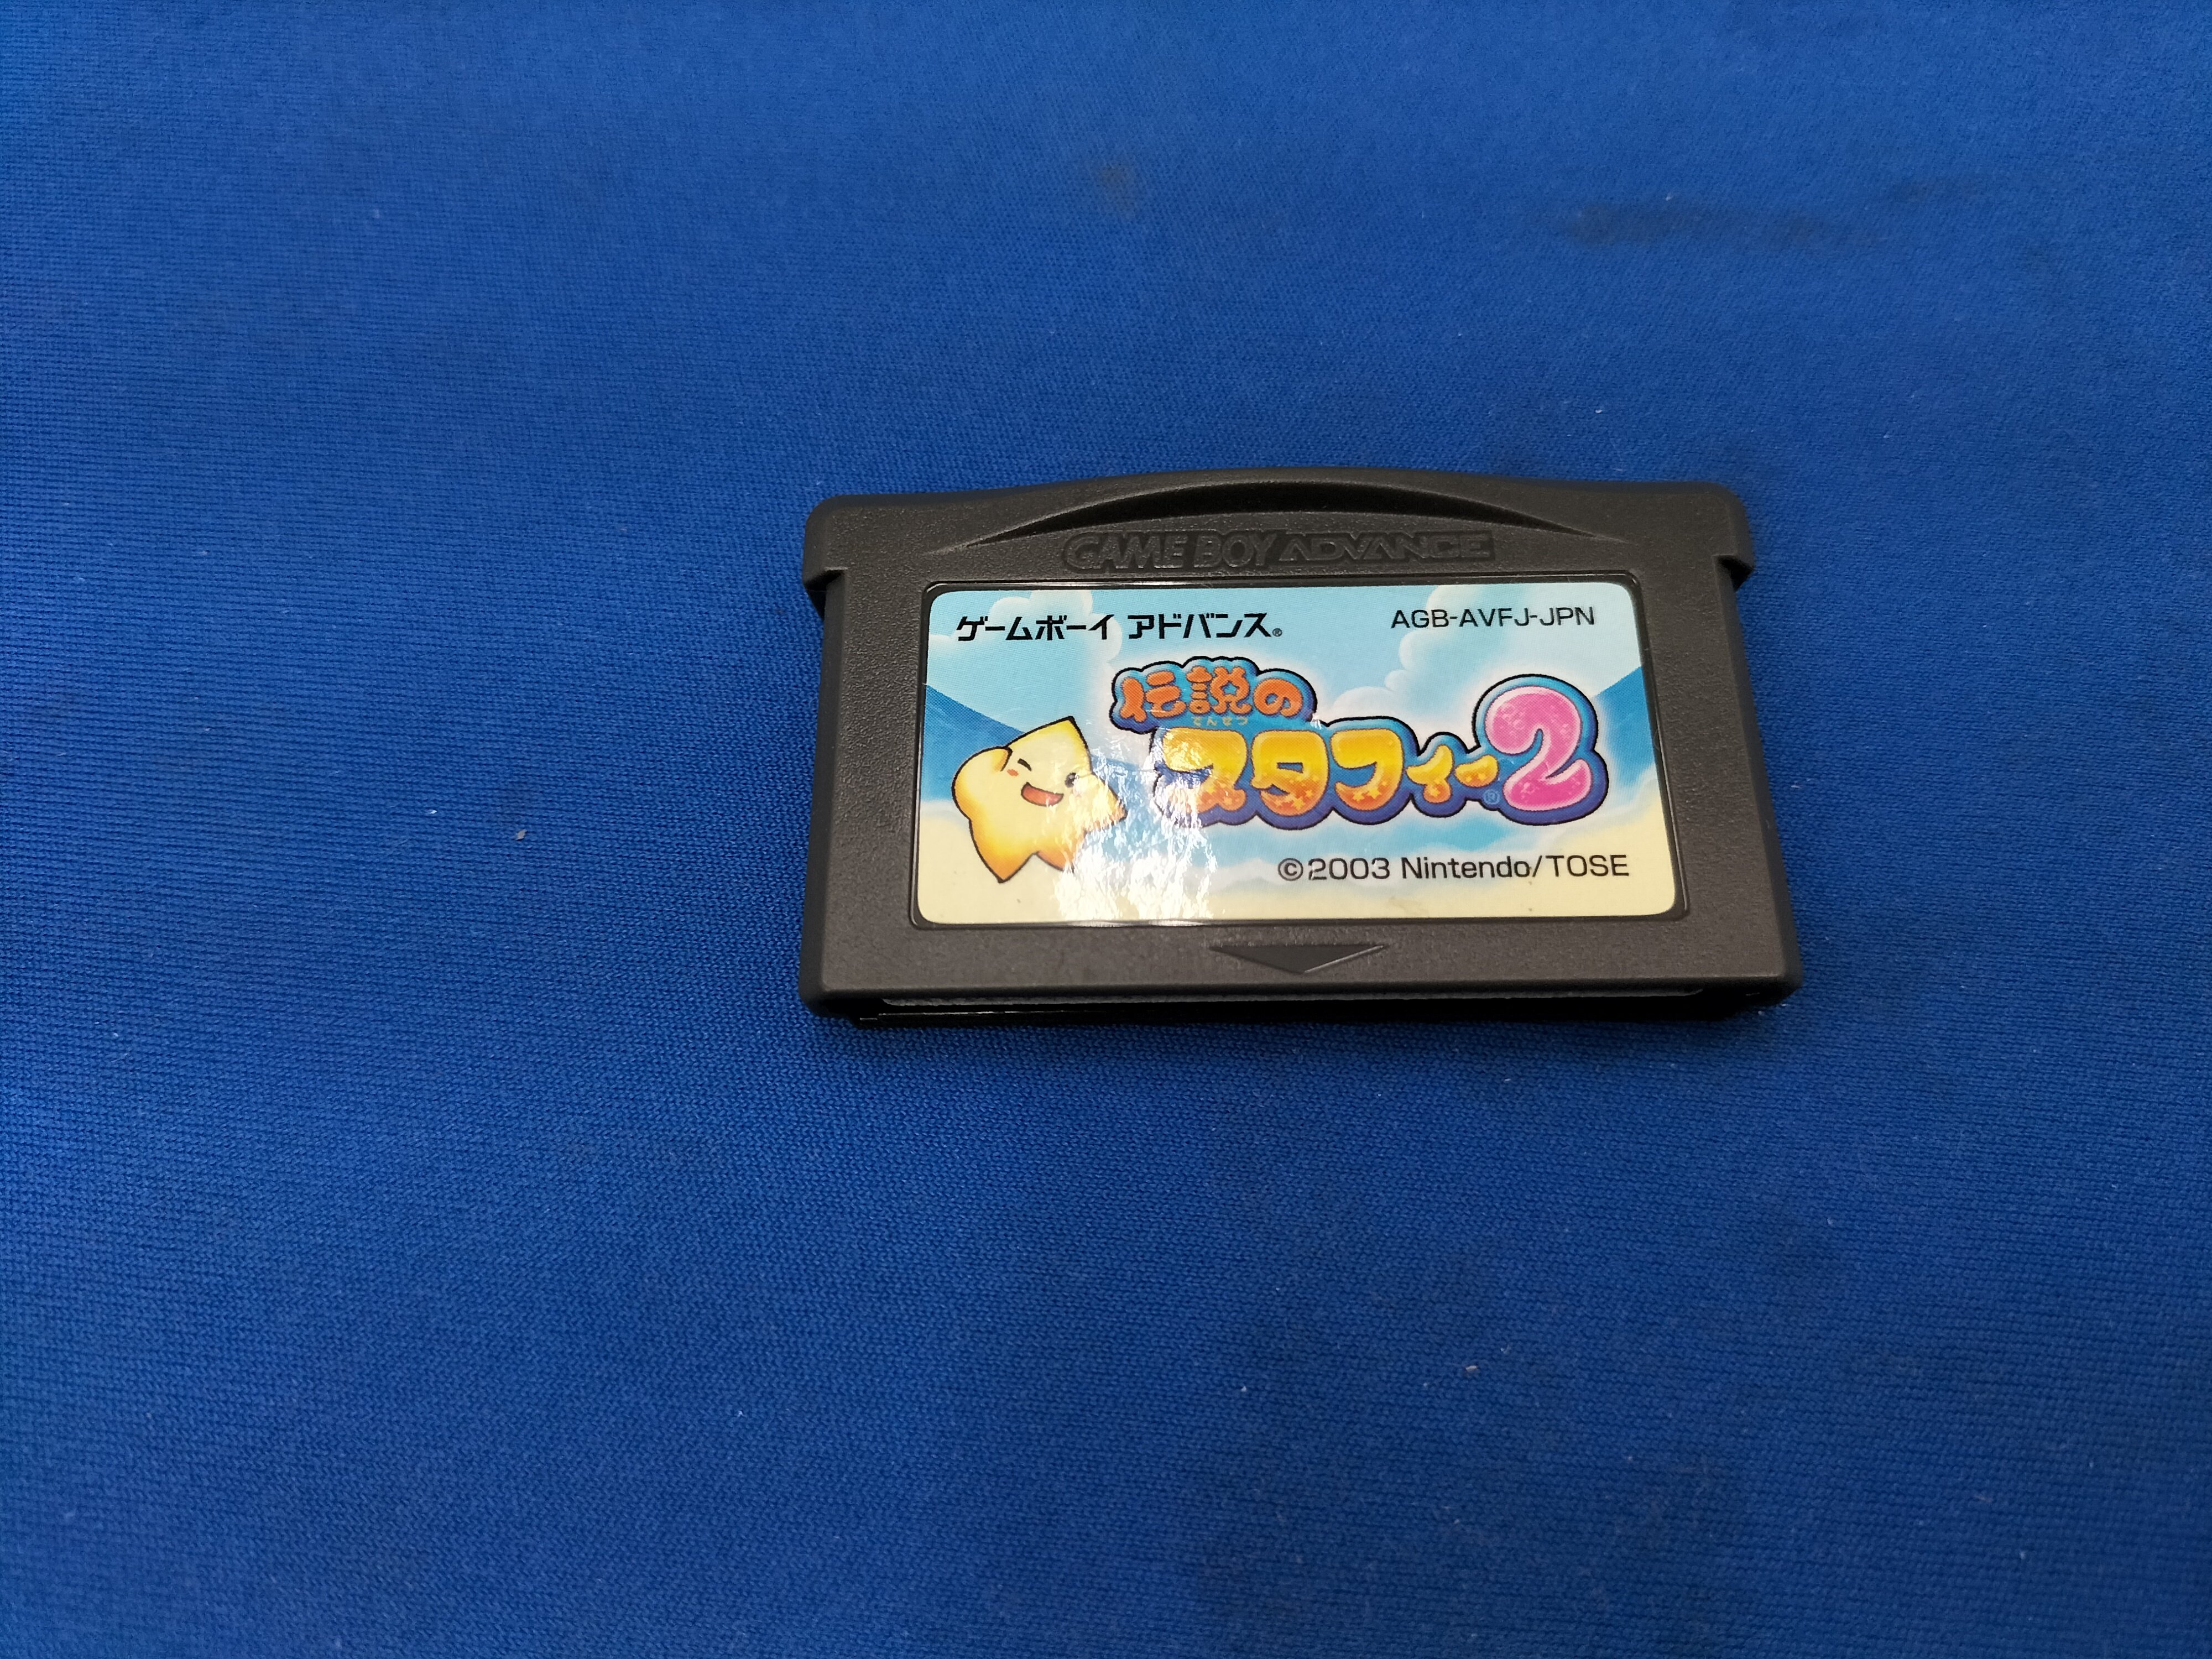 GAME BOY ADVANCE
ゲームボーイ アドバンス®
AGB-AVFJ-JPN
伝説の
でんせつ
スタフィー®2
©2003 Nintendo/TOSE